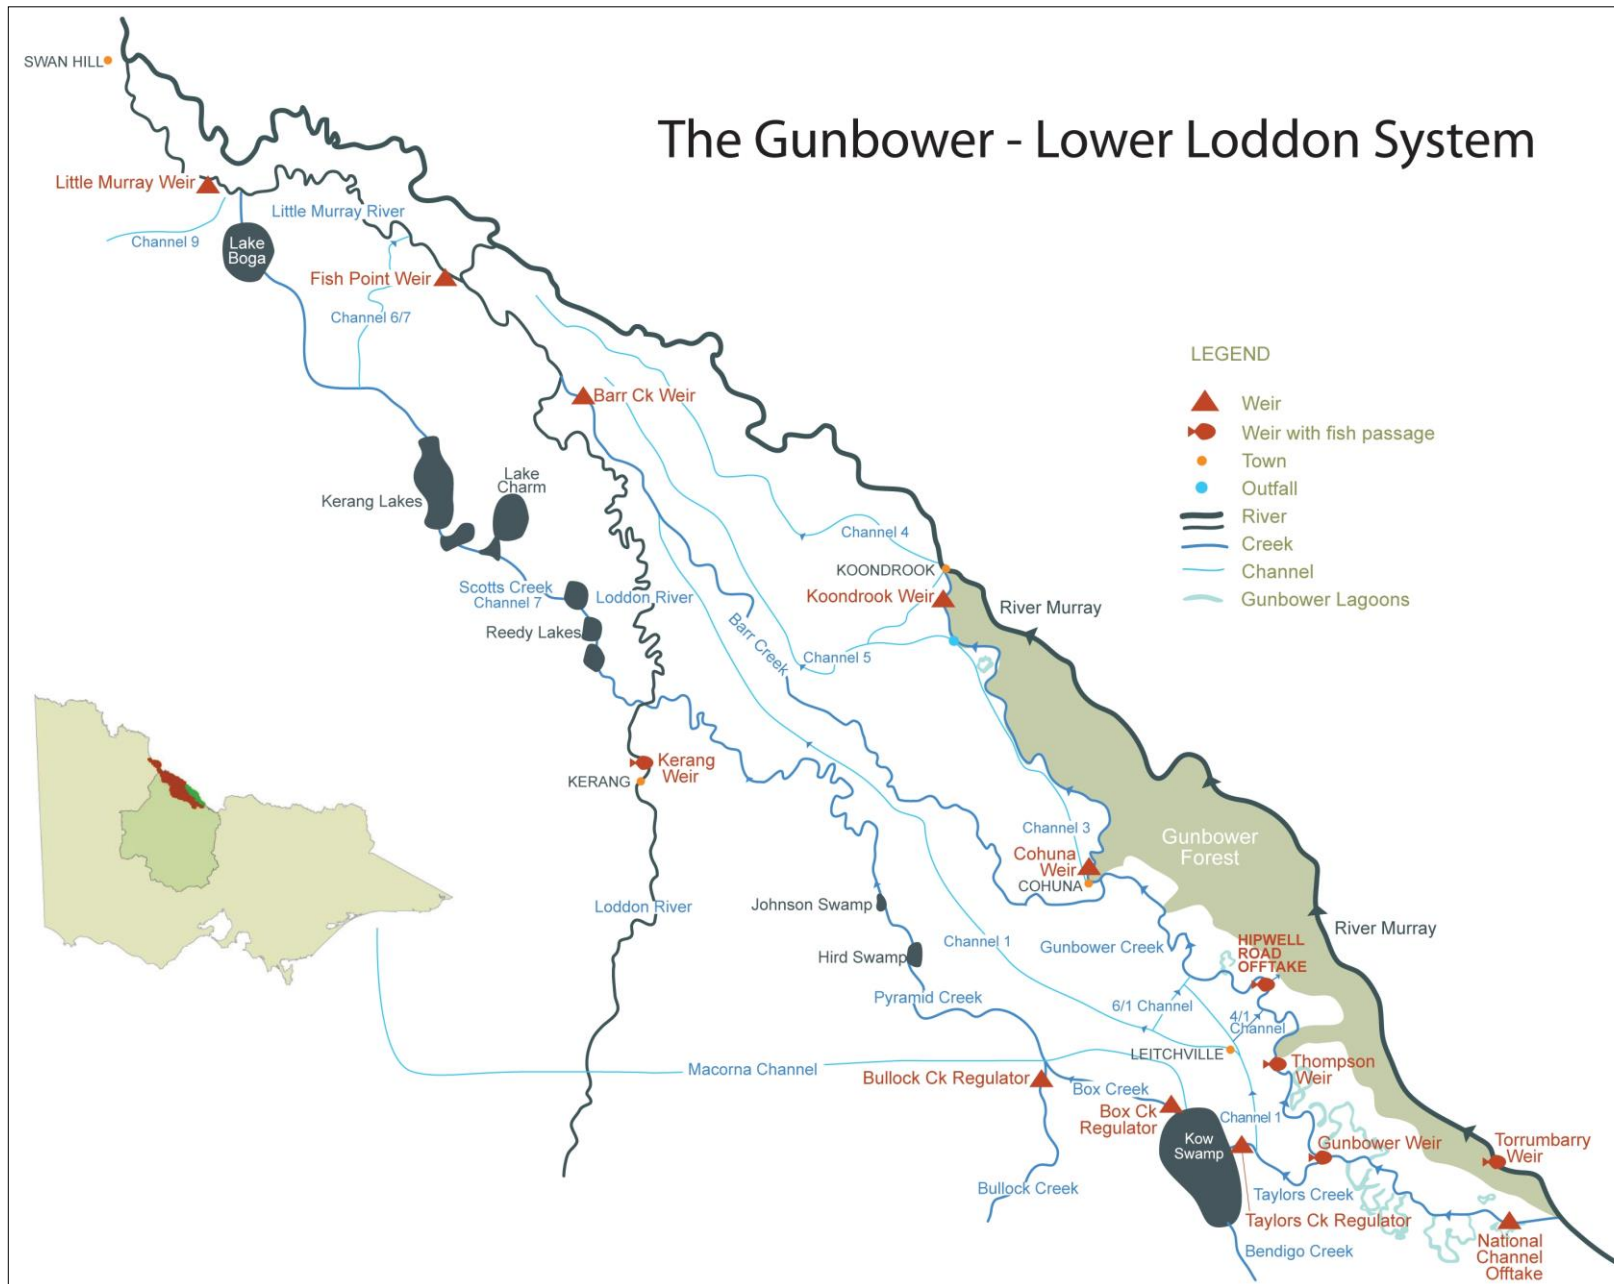 SWAN HILL
The Gunbower - Lower Loddon System
Little Murray Weir
Little Murray River
Channel 9
Lake
Boga
Fish Point Weir
Channel 6/7
LEGEND
Weir
Weir with fish passage
Town
Outfall
River
Creek
Channel
Gunbower Lagoons
Barr Ck Weir
Lake
Charm
Kerang Lakes
Channel 4
KOONDROOK
Koondrook Weir
River Murray
Scotts Creek
Channel 7
Loddon River
Reedy Lakes
Barr Creek
Channel 5
Kerang
Weir
KERANG
Channel 3
Gunbower
Forest
Cohuna
Weir
COHUNA
Johnson Swamp
Loddon River
Channel 1
Gunbower Creek
HIPWELL
ROAD
OFFTAKE
River Murray
Hird Swamp
Pyramid Creek
6/1 Channel
4/1
Channel
LEITCHVILLE
Thompson
Weir
Macorna Channel
Bullock Ck Regulator
Box Creek
Box Ck
Regulator
Channel 1
Kow
Swamp
Gunbower Weir
Torrumbarry
Weir
Bullock Creek
Taylors Creek
Taylors Ck Regulator
National
Channel
Offtake
Bendigo Creek